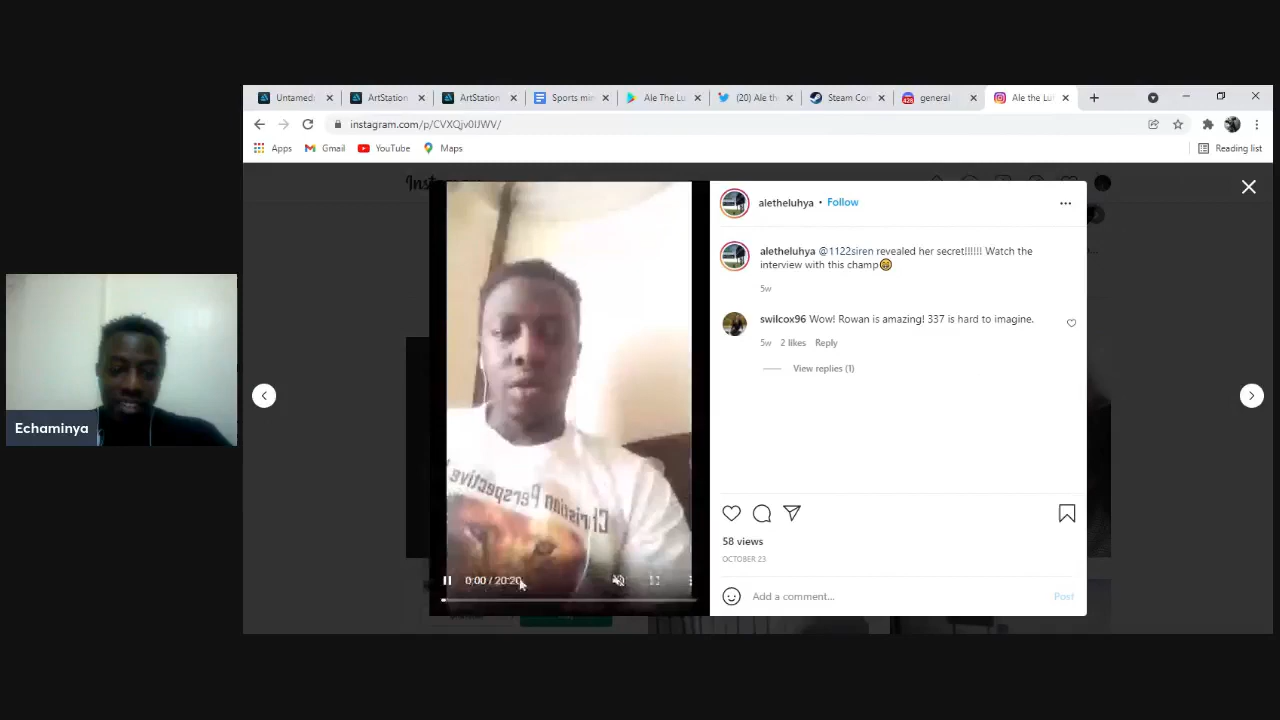 Untamed:
ArtStation
ArtStation
Sports min
Ale The Lu
(20) Ale th
Steam Co
general
Ale the Lu
instagram.com/p/CVXQjv0IJWV/
Apps
Gmail
YouTube
Maps
Reading list
aletheluhya • Follow
aletheluhya @1122siren revealed her secret!!!!!! Watch the
interview with this champ😁
5w
swilcox96 Wow! Rowan is amazing! 337 is hard to imagine.
5w 2 likes Reply
View replies (1)
Echaminya
Christian Perspective
0:00 / 20:20
58 views
OCTOBER 23
Add a comment...
Post